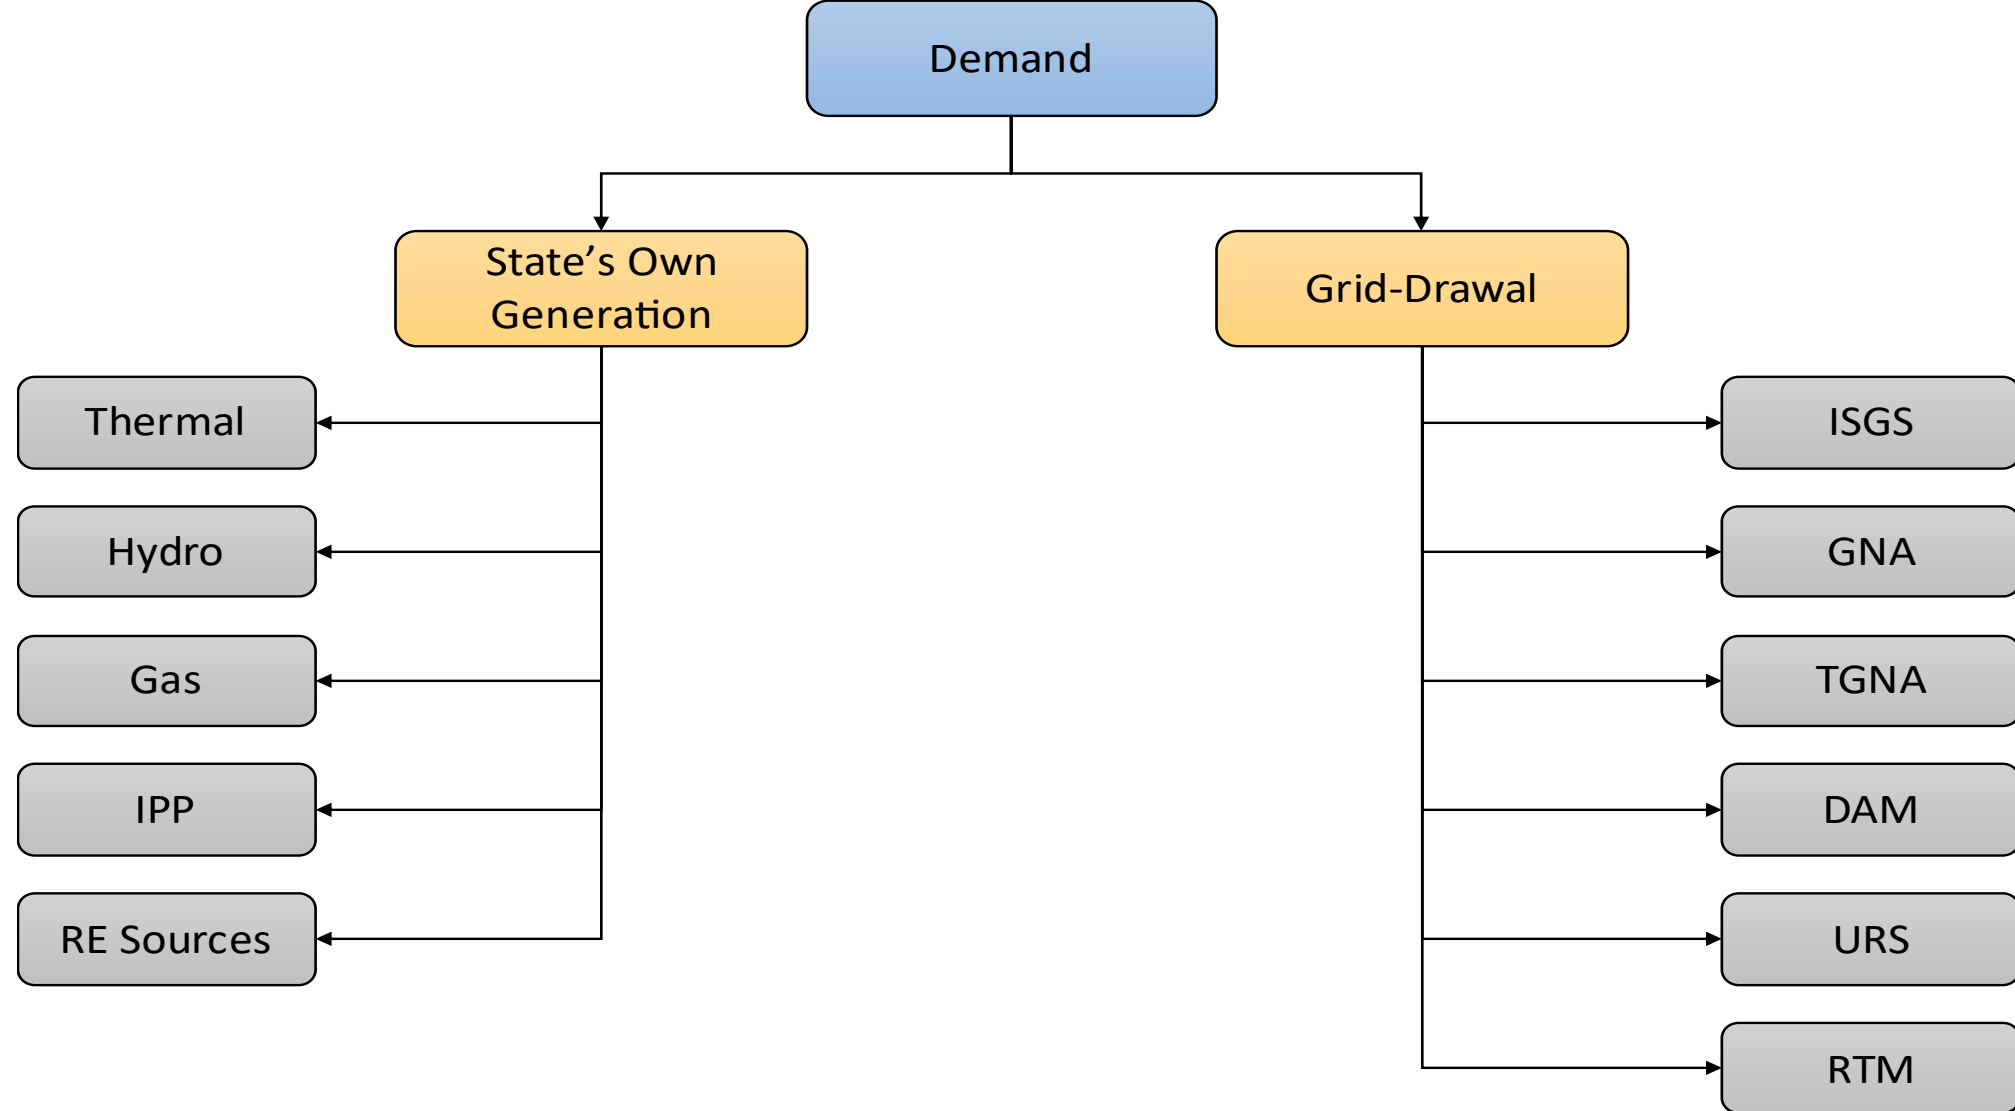 Demand
State’s Own
Generation
Grid-Drawal
Thermal
ISGS
Hydro
GNA
Gas
TGNA
IPP
DAM
RE Sources
URS
RTM